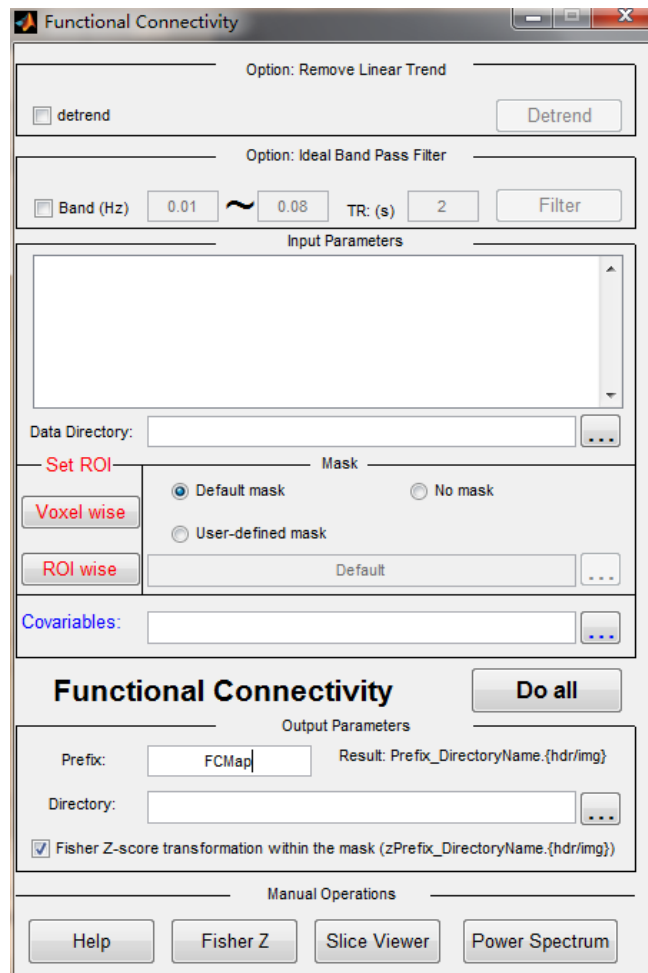 Functional Connectivity
Option: Remove Linear Trend
detrend Detrend
Option: Ideal Band Pass Filter
Band (Hz) 0.01 ~ 0.08 TR: (s) 2 Filter
Input Parameters
Data Directory: ...
Set ROI Mask
Default mask No mask
Voxel wise
User-defined mask
ROI wise Default ...
Covariables: ...
Functional Connectivity Do all
Output Parameters
Prefix: FCMap Result: Prefix_DirectoryName.{hdr/img}
Directory: ...
Fisher Z-score transformation within the mask (zPrefix_DirectoryName.{hdr/img})
Manual Operations
Help Fisher Z Slice Viewer Power Spectrum